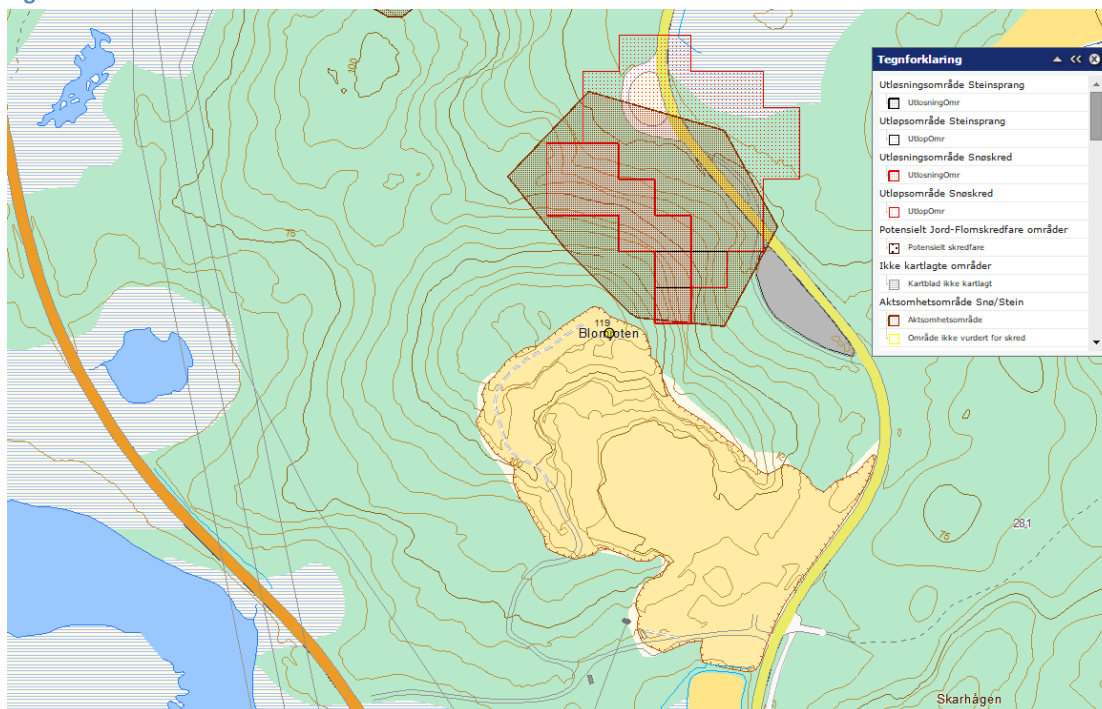 100
Tegnforklaring
Utløsningsområde Steinsprang
UtlosningOmr
Utløpsområde Steinsprang
UtlopOmr
Utløsningsområde Snøskred
UtlosningOmr
Utløpsområde Snøskred
UtlopOmr
Potensielt Jord-Flomskredfare områder
Potensielt skredfare
Ikke kartlagte områder
Kartblad ikke kartlagt
Aktsomhetsområde Snø/Stein
Aktsomhetsområde
Område ikke vurdert for skred
75
119
100
28,1
75
Skarhågen